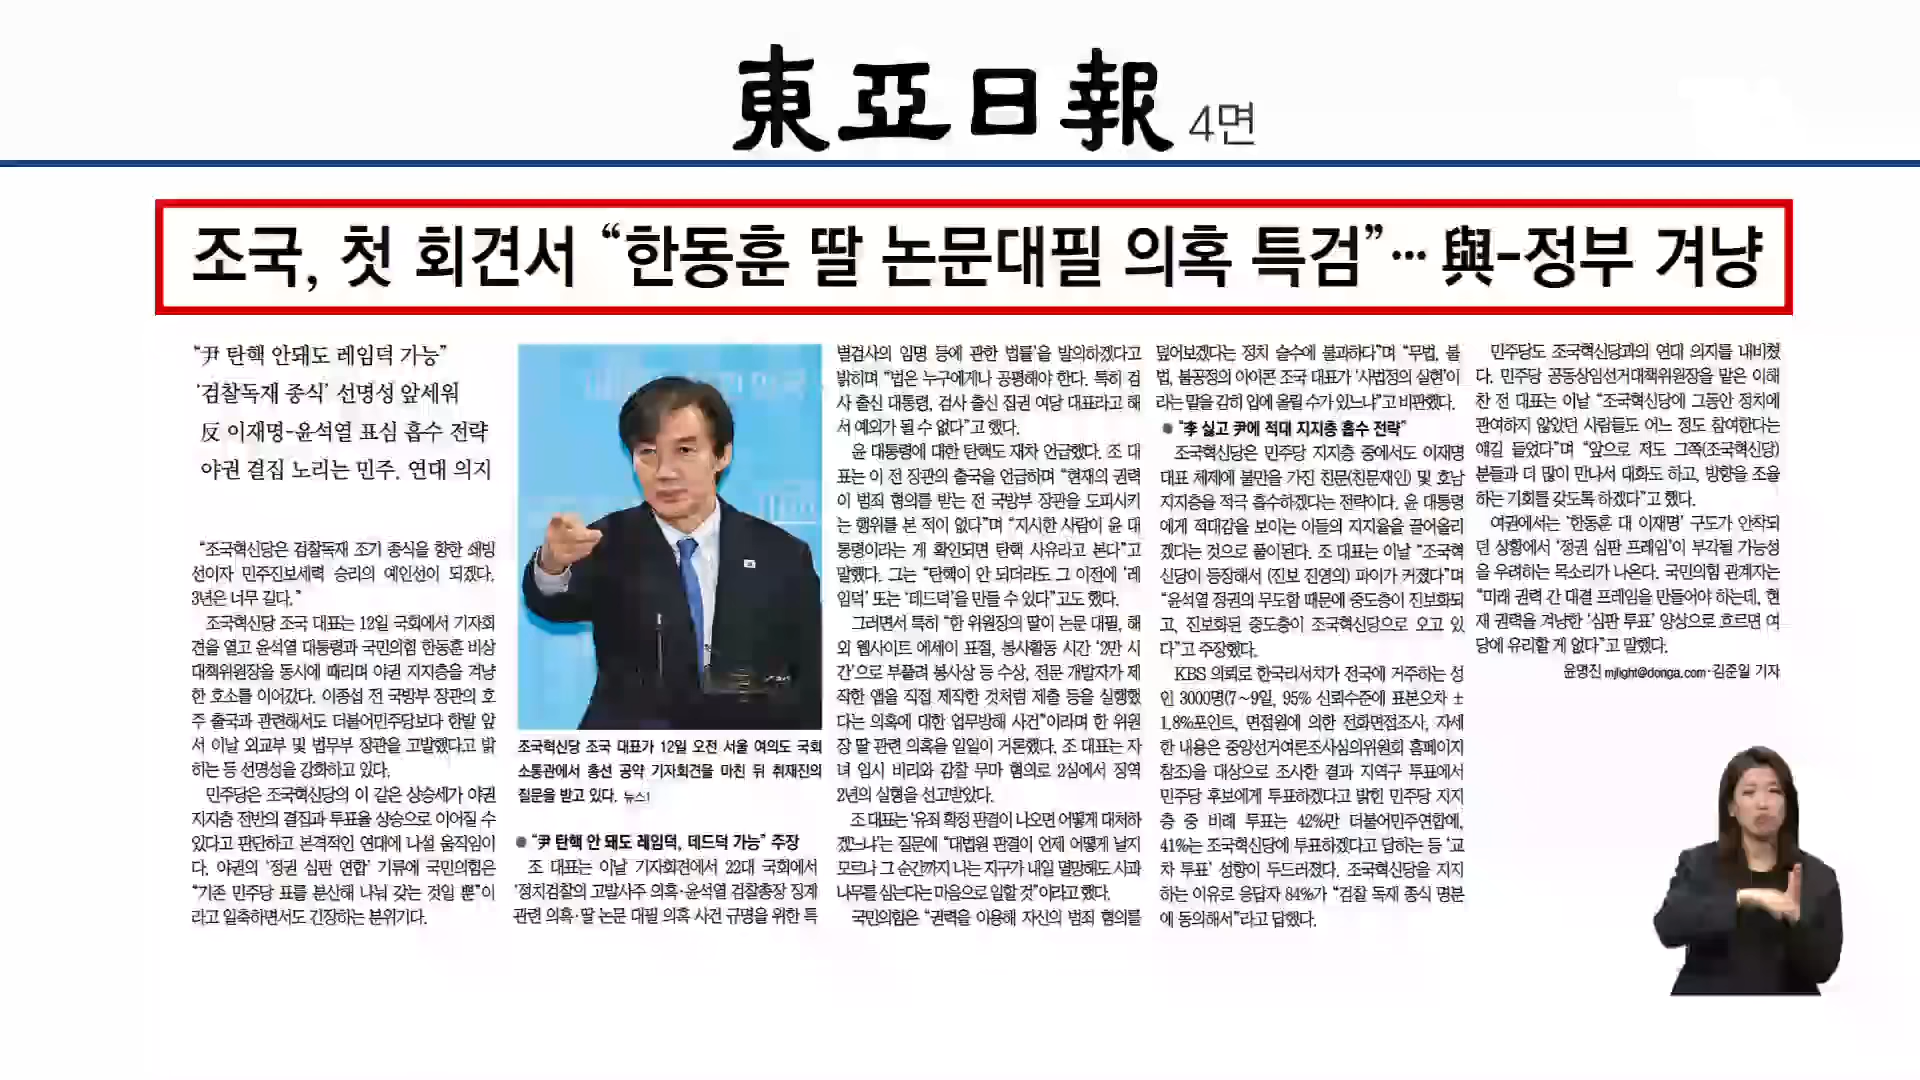 東亞日報 4면
조국, 첫 회견서 “한동훈 딸 논문대필 의혹 특검”… 與-정부 겨냥
“尹 탄핵 안돼도 레임덕 가능”
‘검찰독재 종식’ 선명성 앞세워
反 이재명-윤석열 표심 흡수 전략
야권 결집 노리는 민주, 연대 의지
“조국혁신당은 검찰독재 조기 종식을 향한 쇄빙
선이자 민주진보세력 승리의 예인선이 되겠다.
3년은 너무 길다.”
조국혁신당 조국 대표는 12일 국회에서 기자회
견을 열고 윤석열 대통령과 국민의힘 한동훈 비상
대책위원장을 동시에 때리며 야권 지지층을 겨냥
한 호소를 이어갔다. 이종섭 전 국방부 장관의 호
주 출국과 관련해서도 더불어민주당보다 한발 앞
서 이날 외교부 및 법무부 장관을 고발했다고 밝
히는 등 선명성을 강화하고 있다.
민주당은 조국혁신당의 이 같은 상승세가 야권
지지층 전반의 결집과 투표율 상승으로 이어질 수
있다고 판단하고 본격적인 연대에 나설 움직임이
다. 야권의 ‘정권 심판 연합’ 기류에 국민의힘은
“기존 민주당 표를 분산해 나눠 갖는 것일 뿐”이
라고 일축하면서도 긴장하는 분위기다.
조국혁신당 조국 대표가 12일 오전 서울 여의도 국회
소통관에서 총선 공약 기자회견을 마친 뒤 취재진의
질문을 받고 있다. 뉴스1
● “尹 탄핵 안 돼도 레임덕, 데드덕 가능” 주장
조 대표는 이날 기자회견에서 22대 국회에서
‘정치검찰의 고발사주 의혹·윤석열 검찰총장 징계
관련 의혹·딸 논문 대필 의혹 사건 규명을 위한 특
별검사의 임명 등에 관한 법률’을 발의하겠다고
밝히며 “법은 누구에게나 공평해야 한다. 특히 검
사 출신 대통령, 검사 출신 집권 여당 대표라고 해
서 예외가 될 수 없다”고 했다.
윤 대통령에 대한 탄핵도 재차 언급했다. 조 대
표는 이 전 장관의 출국을 언급하며 “현재의 권력
이 범죄 혐의를 받는 전 국방부 장관을 도피시키
는 행위를 본 적이 없다”며 “지시한 사람이 윤 대
통령이라는 게 확인되면 탄핵 사유라고 본다”고
말했다. 그는 “탄핵이 안 되더라도 그 이전에 ‘레
임덕’ 또는 ‘데드덕’을 만들 수 있다”고도 했다.
그러면서 특히 “한 위원장의 딸이 논문 대필, 해
외 웹사이트 에세이 표절, 봉사활동 시간 ‘2만 시
간’으로 부풀려 봉사상 등 수상, 전문 개발자가 제
작한 앱을 직접 제작한 것처럼 제출 등을 실행했
다는 의혹에 대한 업무방해 사건”이라며 한 위원
장 딸 관련 의혹을 일일이 거론했다. 조 대표는 자
녀 입시 비리와 감찰 무마 혐의로 2심에서 징역
2년의 실형을 선고받았다.
조 대표는 ‘유죄 확정 판결이 나오면 어떻게 대처하
겠느냐’는 질문에 “대법원 판결이 언제 어떻게 날지
모르나 그 순간까지 나는 지구가 내일 멸망해도 사과
나무를 심는다는 마음으로 일할 것”이라고 했다.
국민의힘은 “권력을 이용해 자신의 범죄 혐의를
덮어보겠다는 정치 술수에 불과하다”며 “무법, 불
법, 불공정의 아이콘 조국 대표가 ‘사법정의 실현’이
라는 말을 감히 입에 올릴 수가 있느냐”고 비판했다.
● “李 싫고 尹에 적대 지지층 흡수 전략”
조국혁신당은 민주당 지지층 중에서도 이재명
대표 체제에 불만을 가진 친문(친문재인) 및 호남
지지층을 적극 흡수하겠다는 전략이다. 윤 대통령
에게 적대감을 보이는 이들의 지지율을 끌어올리
겠다는 것으로 풀이된다. 조 대표는 이날 “조국혁
신당이 등장해서 (진보 진영의) 파이가 커졌다”며
“윤석열 정권의 무도함 때문에 중도층이 진보화되
고, 진보화된 중도층이 조국혁신당으로 오고 있
다”고 주장했다.
KBS 의뢰로 한국리서치가 전국에 거주하는 성
인 3000명(7~9일, 95% 신뢰수준에 표본오차 ±
1.8%포인트, 면접원에 의한 전화면접조사, 자세
한 내용은 중앙선거여론조사심의위원회 홈페이지
참조)을 대상으로 조사한 결과 지역구 투표에서
민주당 후보에게 투표하겠다고 밝힌 민주당 지지
층 중 비례 투표는 42%만 더불어민주연합에,
41%는 조국혁신당에 투표하겠다고 답하는 등 ‘교
차 투표’ 성향이 두드러졌다. 조국혁신당을 지지
하는 이유로 응답자 84%가 “검찰 독재 종식 명분
에 동의해서”라고 답했다.
민주당도 조국혁신당과의 연대 의지를 내비쳤
다. 민주당 공동상임선거대책위원장을 맡은 이해
찬 전 대표는 이날 “조국혁신당에 그동안 정치에
관여하지 않았던 사람들도 어느 정도 참여한다는
얘길 들었다”며 “앞으로 저도 그쪽(조국혁신당)
분들과 더 많이 만나서 대화도 하고, 방향을 조율
하는 기회를 갖도록 하겠다”고 했다.
여권에서는 ‘한동훈 대 이재명’ 구도가 안착되
던 상황에서 ‘정권 심판 프레임’이 부각될 가능성
을 우려하는 목소리가 나온다. 국민의힘 관계자는
“미래 권력 간 대결 프레임을 만들어야 하는데, 현
재 권력을 겨냥한 ‘심판 투표’ 양상으로 흐르면 여
당에 유리할 게 없다”고 말했다.
윤명진 mjlight@donga.com·김준일 기자